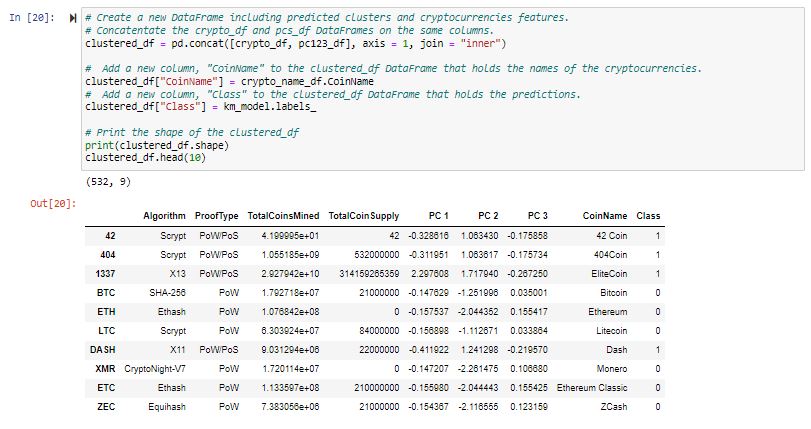 In [20]:
# Create a new DataFrame including predicted clusters and cryptocurrencies features.
# Concatentate the crypto_df and pcs_df DataFrames on the same columns.
clustered_df = pd.concat([crypto_df, pc123_df], axis = 1, join = "inner")

#  Add a new column, "CoinName" to the clustered_df DataFrame that holds the names of the cryptocurrencies.
clustered_df["CoinName"] = crypto_name_df.CoinName
#  Add a new column, "Class" to the clustered_df DataFrame that holds the predictions.
clustered_df["Class"] = km_model.labels_

# Print the shape of the clustered_df
print(clustered_df.shape)
clustered_df.head(10)
(532, 9)
Out[20]:
Algorithm ProofType TotalCoinsMined TotalCoinSupply PC 1 PC 2 PC 3 CoinName Class
42 Scrypt PoW/PoS 4.199995e+01 42 -0.328616 1.063430 -0.175858 42 Coin 1
404 Scrypt PoW/PoS 1.055185e+09 532000000 -0.311951 1.063617 -0.175734 404Coin 1
1337 X13 PoW/PoS 2.927942e+10 314159265359 2.297608 1.717940 -0.267250 EliteCoin 1
BTC SHA-256 PoW 1.792718e+07 21000000 -0.147629 -1.251996 0.035001 Bitcoin 0
ETH Ethash PoW 1.076842e+08 0 -0.157537 -2.044352 0.155417 Ethereum 0
LTC Scrypt PoW 6.303924e+07 84000000 -0.156898 -1.112671 0.033864 Litecoin 0
DASH X11 PoW/PoS 9.031294e+06 22000000 -0.411922 1.241298 -0.219570 Dash 1
XMR CryptoNight-V7 PoW 1.720114e+07 0 -0.147207 -2.261475 0.106680 Monero 0
ETC Ethash PoW 1.133597e+08 210000000 -0.155980 -2.044443 0.155425 Ethereum Classic 0
ZEC Equihash PoW 7.383056e+06 21000000 -0.154367 -2.116555 0.123159 ZCash 0